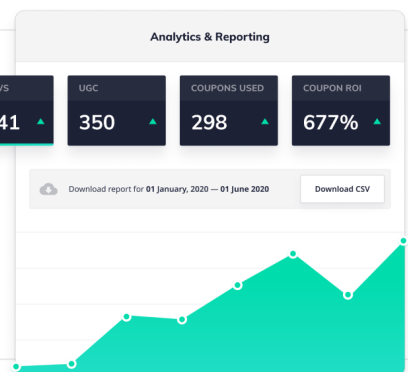 Analytics & Reporting
UGC COUPONS USED COUPON ROI
350 298 677%
Download report for 01 January, 2020 — 01 June 2020 Download CSV